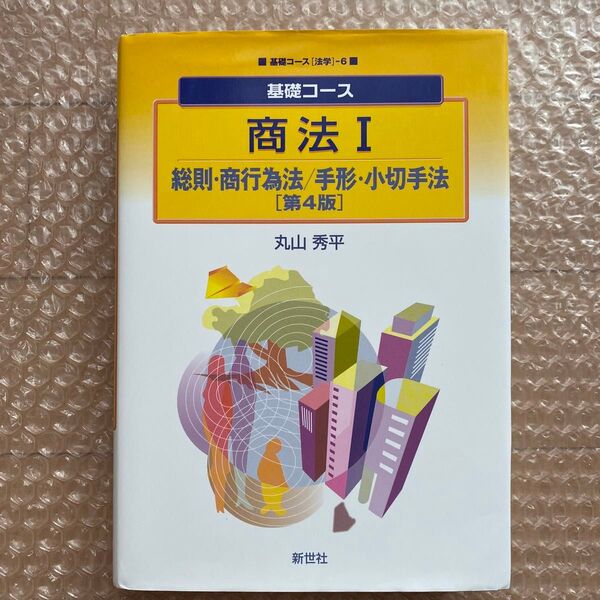 ■ 基礎コース[法学]-6 ■
基礎コース
商法 I
総則・商行為法/手形・小切手法
[第4版]
丸山 秀平
新世社